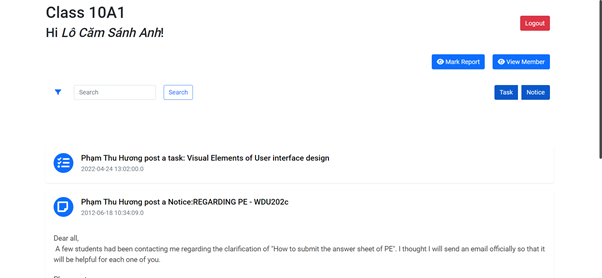 Class 10A1
Hi Lô Căm Sánh Anh!
Logout
Mark Report View Member
Search Search Task Notice
Phạm Thu Hương post a task: Visual Elements of User interface design
2022-04-24 13:02:00.0
Phạm Thu Hương post a Notice:REGARDING PE - WDU202c
2012-06-18 10:34:09.0
Dear all,
A few students had been contacting me regarding the clarification of "How to submit the answer sheet of PE". I thought I will send an email officially so that it
will be helpful for each one of you.